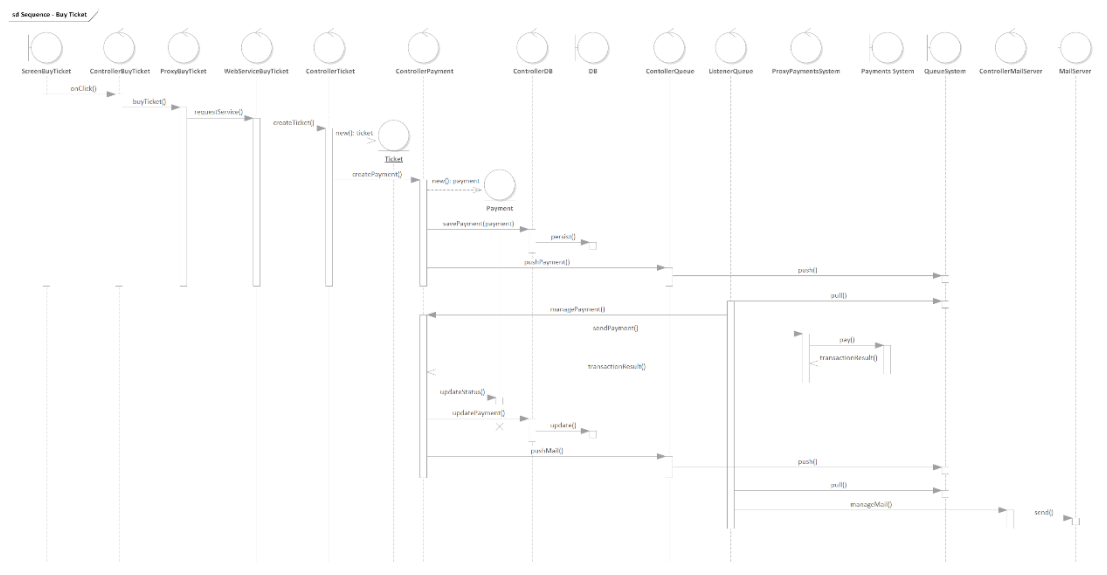 sd Sequence - Buy Ticket
ScreenBuyTicket
ControllerBuyTicket
ProxyBuyTicket
WebServiceBuyTicket
ControllerTicket
ControllerPayment
ControllerDB
DB
ContollerQueue
ListenerQueue
ProxyPaymentsSystem
Payments System
QueueSystem
ControllerMailServer
MailServer
onClick()
buyTicket()
requestService()
createTicket()
new(): ticket
Ticket
createPayment()
new(): payment
Payment
savePayment(payment)
persist()
pushPayment()
push()
pull()
managePayment()
sendPayment()
pay()
transactionResult()
transactionResult()
updateStatus()
updatePayment()
update()
pushMail()
push()
pull()
manageMail()
send()